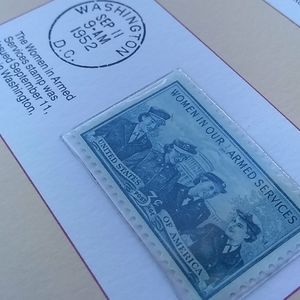 WASHINGTON
SEP 11
9-AM
1952
D.C.
The Women in Armed
Services stamp was
September 11,
Washington,
WOMEN IN OUR ARMED SERVICES
UNITED STATES
OF AMERICA
3¢